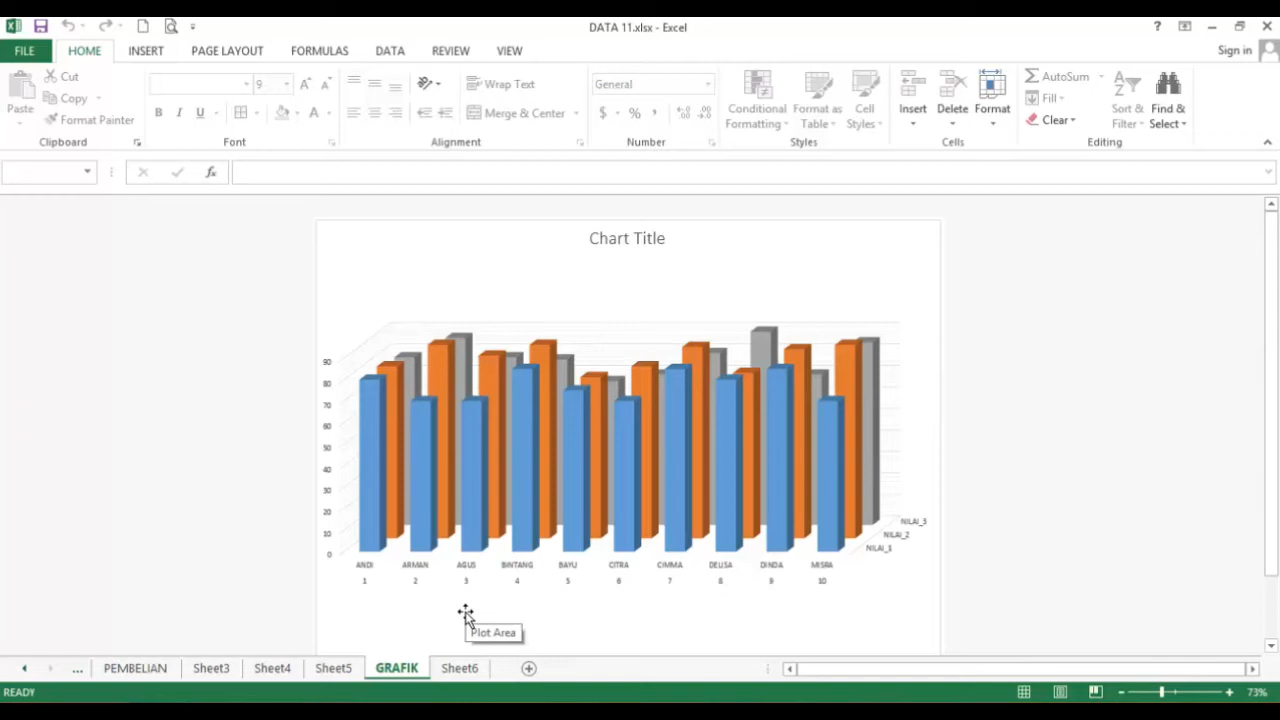 DATA 11.xlsx - Excel
?
FILE HOME INSERT PAGE LAYOUT FORMULAS DATA REVIEW VIEW Sign in
Paste Cut Copy Format Painter Clipboard
9 A A B I U A Font
Wrap Text Merge & Center Alignment
General $ % , Number
Conditional Formatting Format as Table Cell Styles Styles
Insert Delete Format Cells
AutoSum Fill Clear Sort & Filter Find & Select Editing
fx
Chart Title
90
80
70
60
50
40
30
20
10
0
NILAI_3
NILAI_2
NILAI_1
ANDI ARMAN AGUS BINTANG BAYU CITRA CIMMA DELISA DINDA MISRA
1 2 3 4 5 6 7 8 9 10
Plot Area
... PEMBELIAN Sheet3 Sheet4 Sheet5 GRAFIK Sheet6
READY 73%